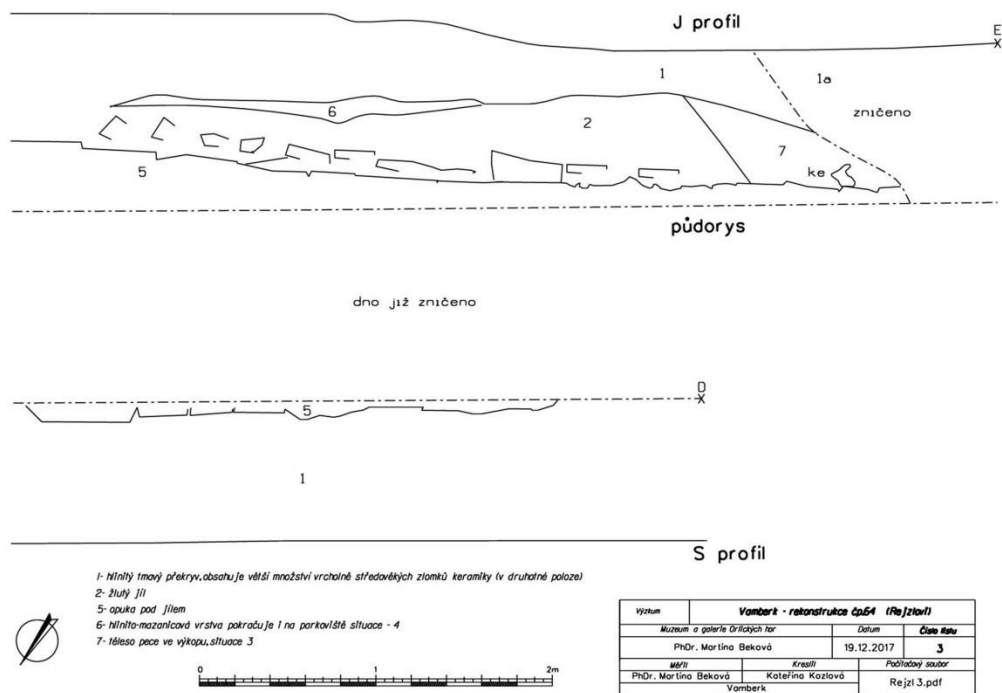 J profil
E
X
1
1a
zničeno
6
2
7
5
ke
půdorys
dno již zničeno
D
X
5
1
S profil
1- hlinitý tmavý překryv,obsahuje větší množství vrcholně středověkých zlomků keramiky (v druhotné poloze)
2- žlutý jíl
5- opuka pod jílem
6- hlinito-mazanicová vrstva pokračuje i na parkoviště situace - 4
7- těleso pece ve výkopu,situace 3
0 1 2m
Výzkum Vamberk - rekonstrukce čp.64 (Rejzlovi)
Muzeum a galerie Orlických hor Datum Číslo listu
PhDr. Martina Beková 19.12.2017 3
Měřil Kreslil Počítačový soubor
PhDr. Martina Beková Kateřina Kozlová Rejzl 3.pdf
Vamberk